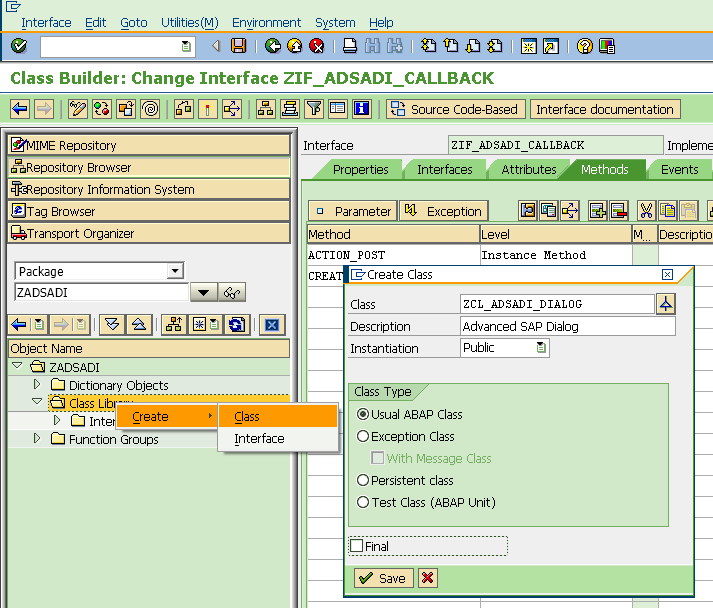 Interface Edit Goto Utilities(M) Environment System Help
Class Builder: Change Interface ZIF_ADSADI_CALLBACK
Source Code-Based Interface documentation
MIME Repository
Repository Browser
Repository Information System
Tag Browser
Transport Organizer
Package
ZADSADI
Object Name
ZADSADI
Dictionary Objects
Class Library
Inter
Function Groups
Create
Class
Interface
Interface ZIF_ADSADI_CALLBACK Impleme
Properties Interfaces Attributes Methods Events
Parameter Exception
Method Level M... Descriptio
ACTION_POST Instance Method
CREAT
Create Class
Class ZCL_ADSADI_DIALOG
Description Advanced SAP Dialog
Instantiation Public
Class Type
Usual ABAP Class
Exception Class
With Message Class
Persistent class
Test Class (ABAP Unit)
Final
Save